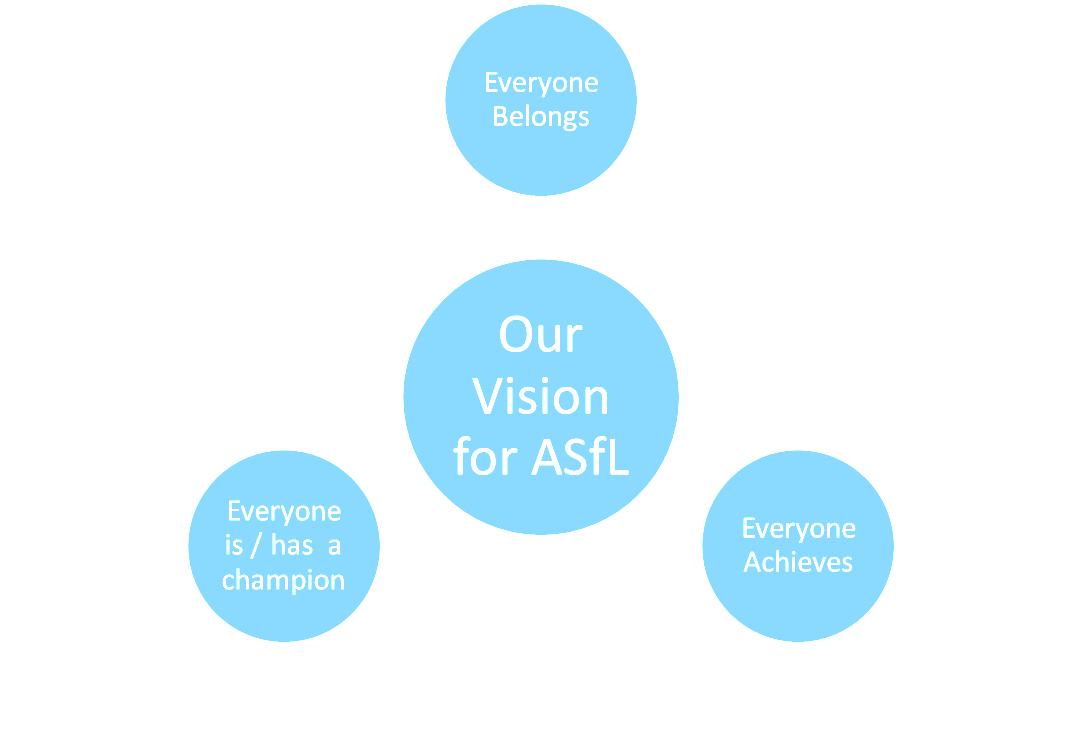 Everyone
Belongs
Our
Vision
for ASfL
Everyone
is / has  a
champion
Everyone
Achieves